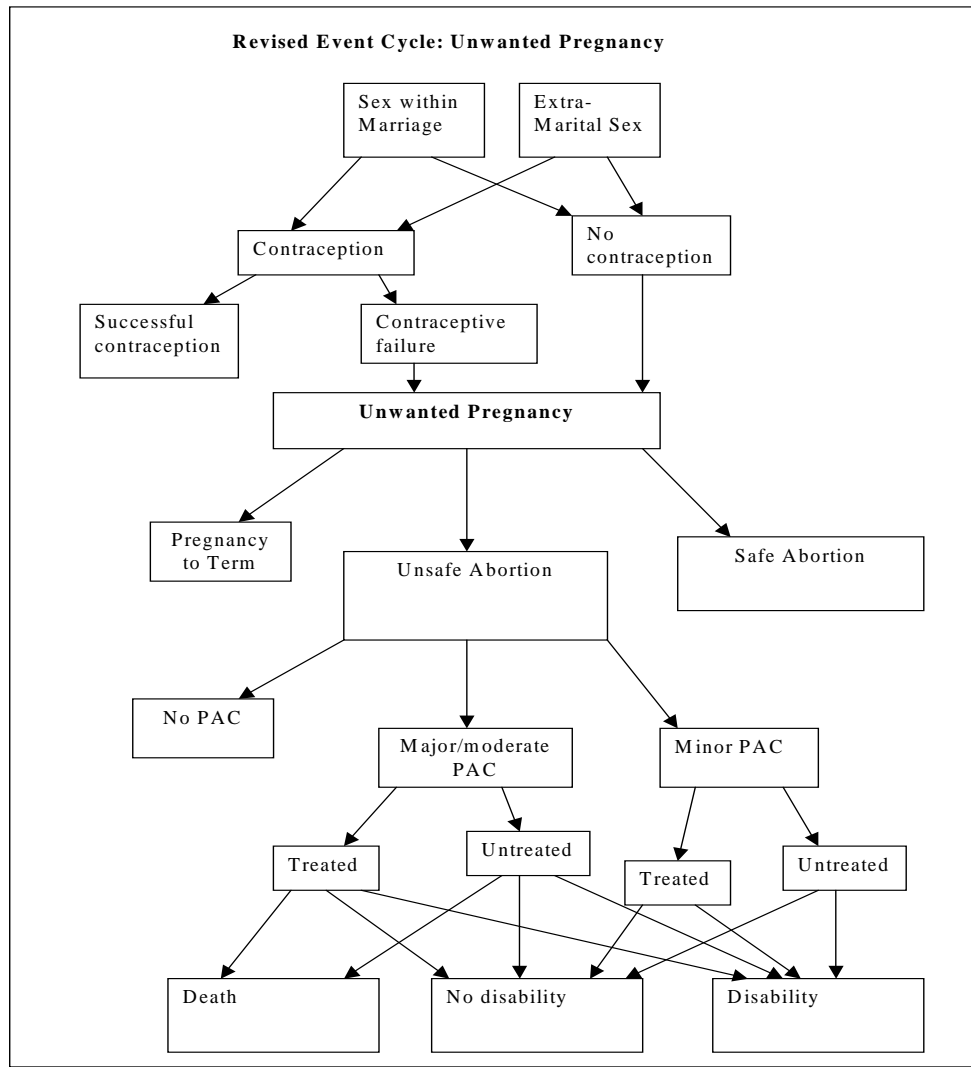 Revised Event Cycle: Unwanted Pregnancy
Sex within
Marriage
Extra-
Marital Sex
Contraception
No
contraception
Successful
contraception
Contraceptive
failure
Unwanted Pregnancy
Pregnancy
to Term
Unsafe Abortion
Safe Abortion
No PAC
Major/moderate
PAC
Minor PAC
Treated
Untreated
Treated
Untreated
Death
No disability
Disability